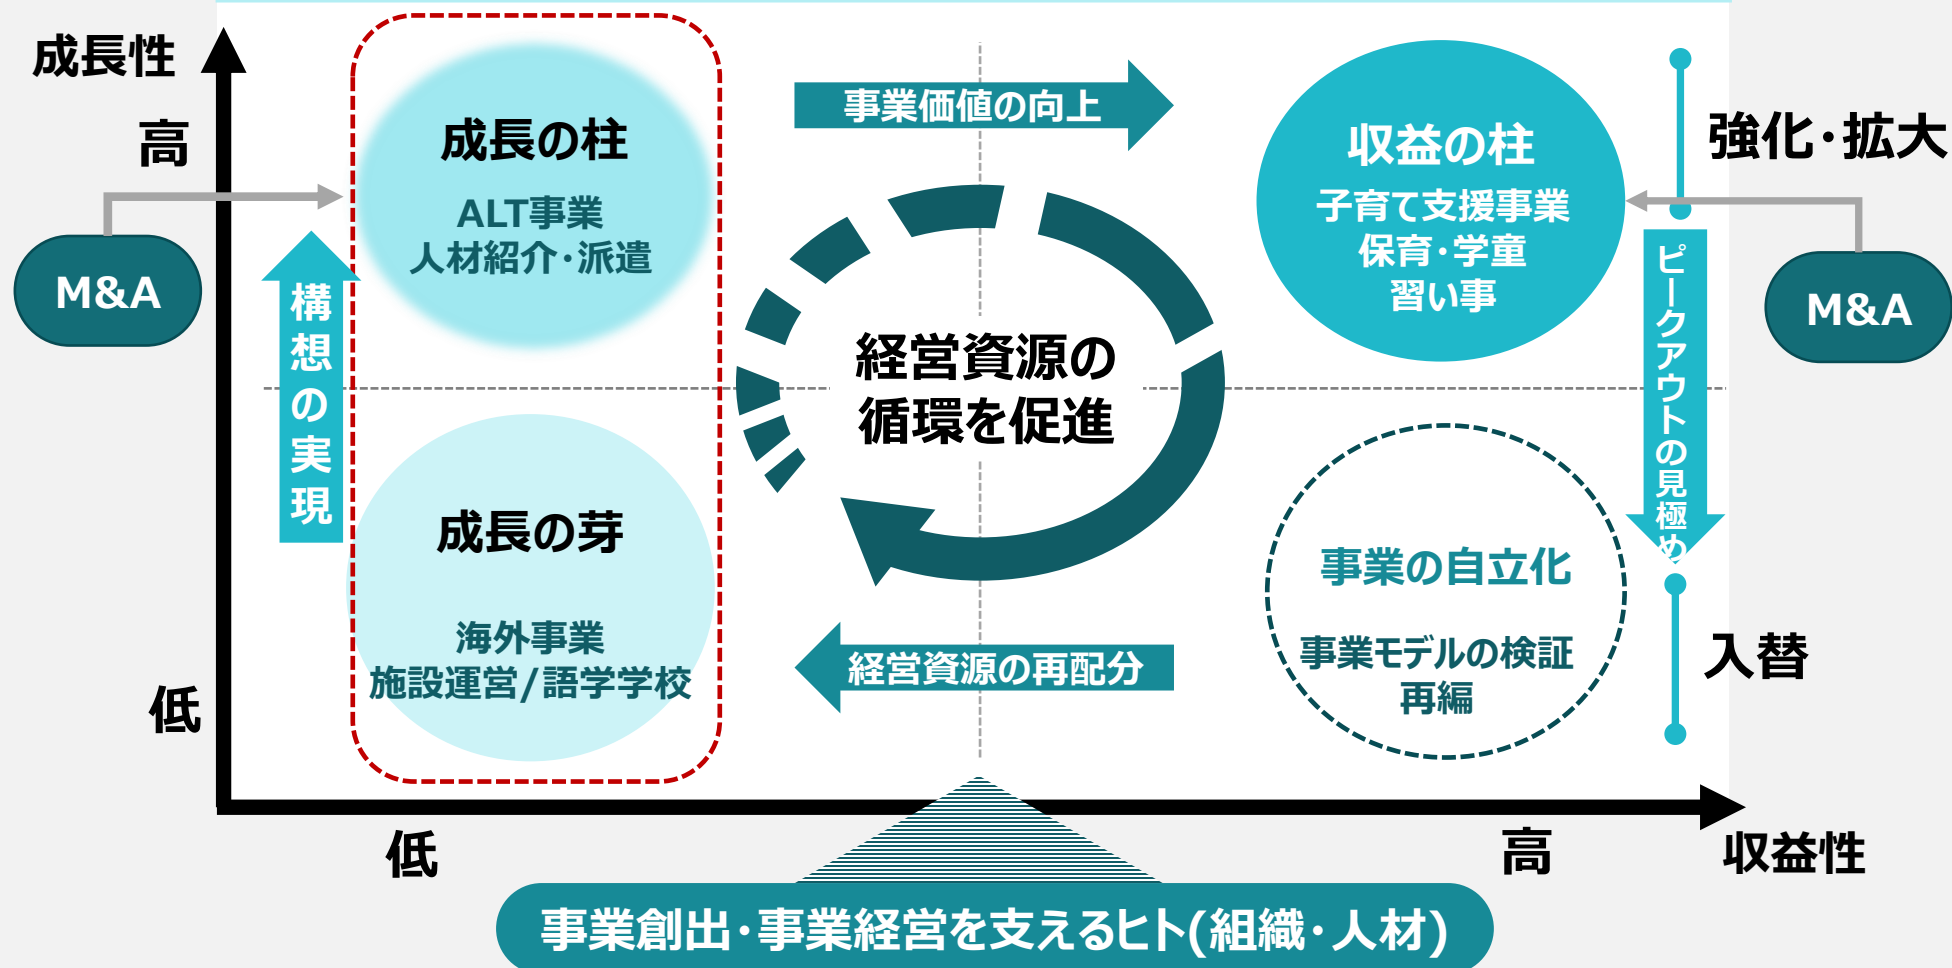 成長性
高
低
M&A
構想の実現
成長の柱
ALT事業
人材紹介・派遣
成長の芽
海外事業
施設運営/語学学校
事業価値の向上
経営資源の
循環を促進
経営資源の再配分
収益の柱
子育て支援事業
保育・学童
習い事
事業の自立化
事業モデルの検証
再編
強化・拡大
M&A
ピークアウトの見極め
入替
低
高
収益性
事業創出・事業経営を支えるヒト(組織・人材)